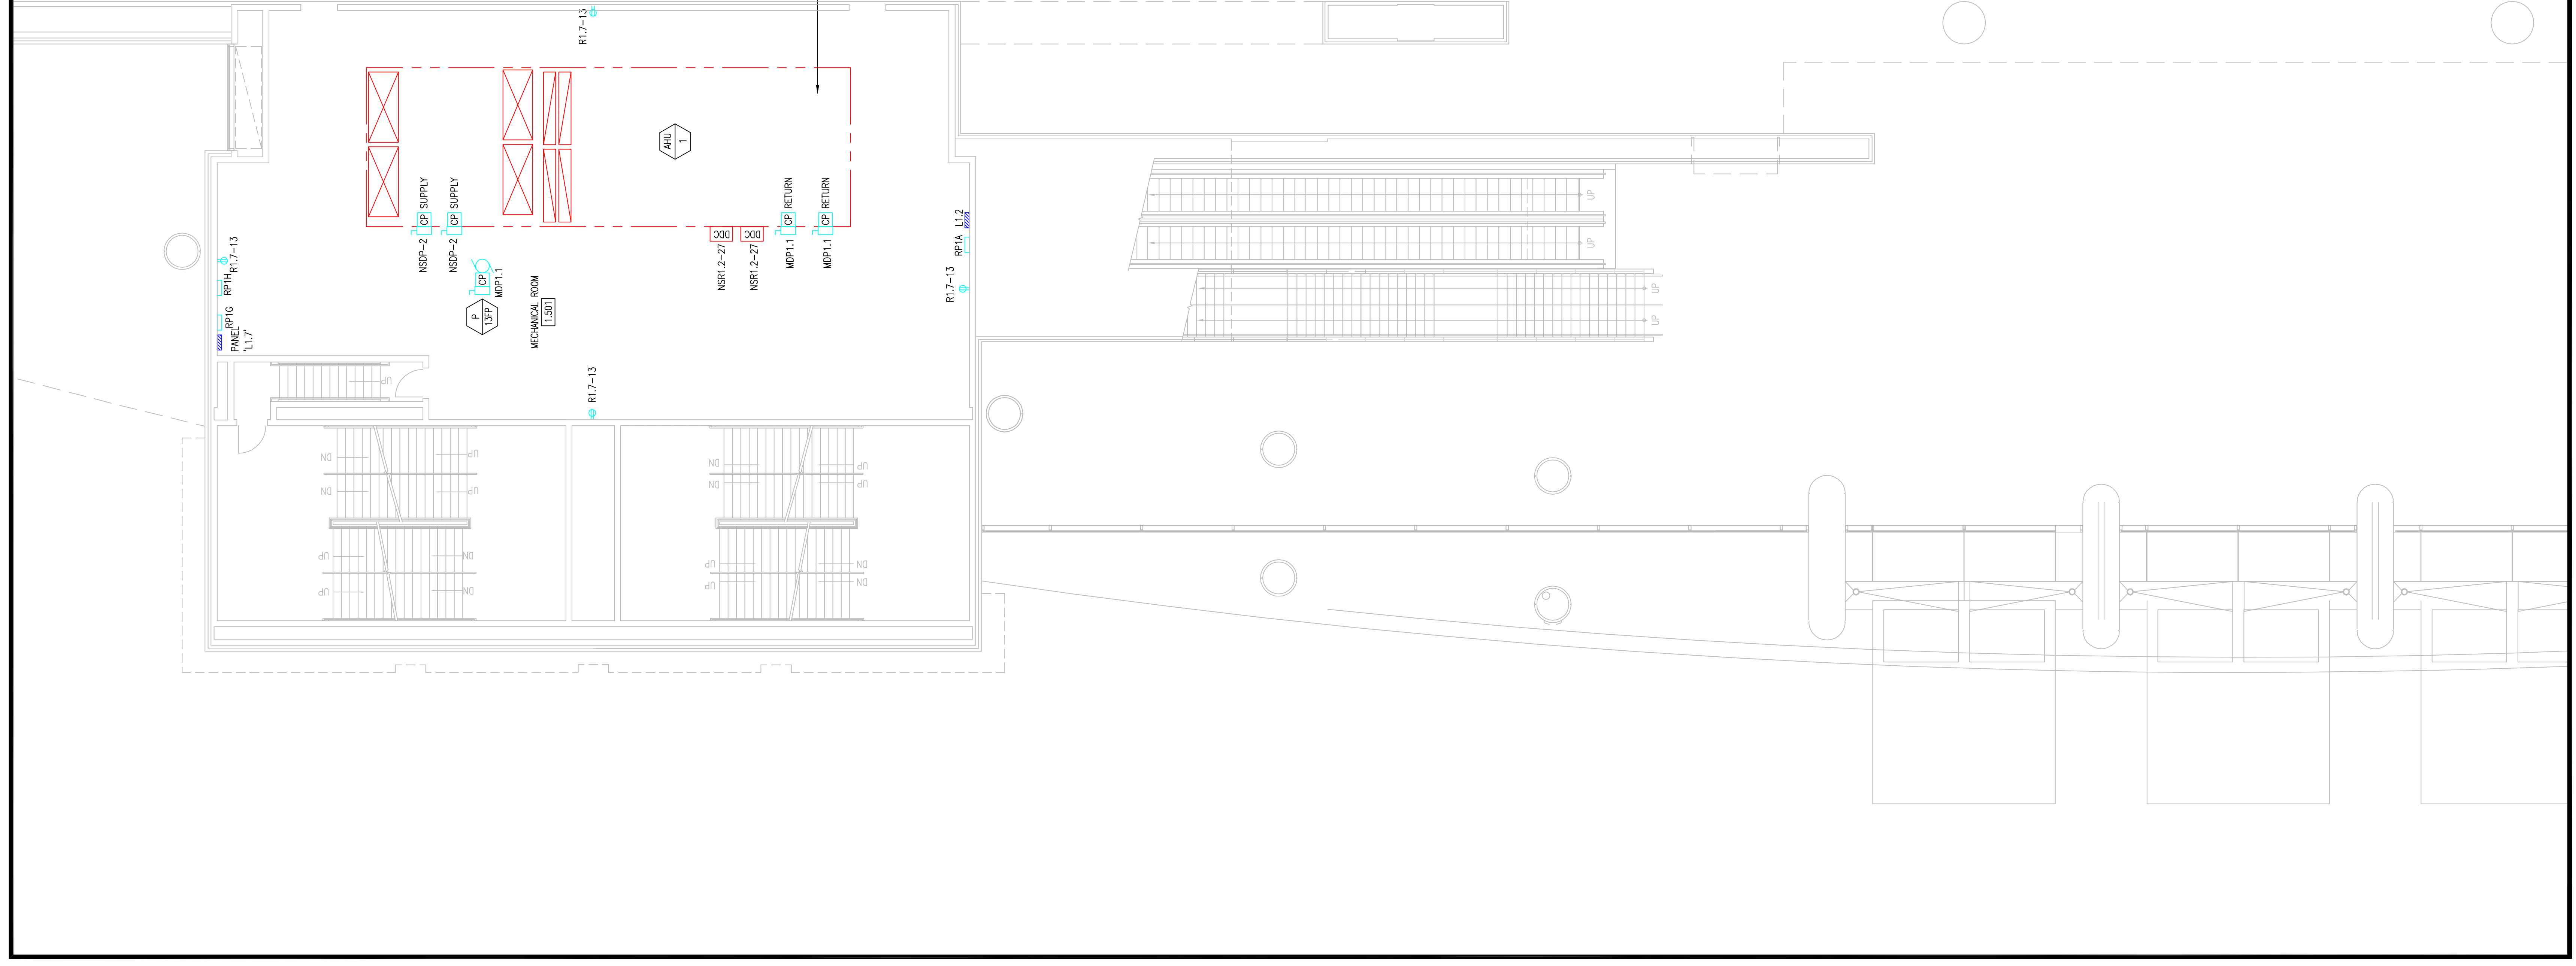 R1.7-13
AHU
1
CP SUPPLY
NSDP-2
CP SUPPLY
NSDP-2
CP RETURN
MDP1.1
CP RETURN
MDP1.1
DDC
NSR1.2-27
DDC
NSR1.2-27
CP
MDP1.1
P
13FP
MECHANICAL ROOM
1.501
R1.7-13
RP1H
RP1G
PANEL
'L1.7'
L1.2
RP1A
R1.7-13
R1.7-13
UP
UP
UP
UP
UP
DN
DN
UP
UP
UP
UP
DN
DN
DN
DN
UP
UP
UP
UP
DN
DN